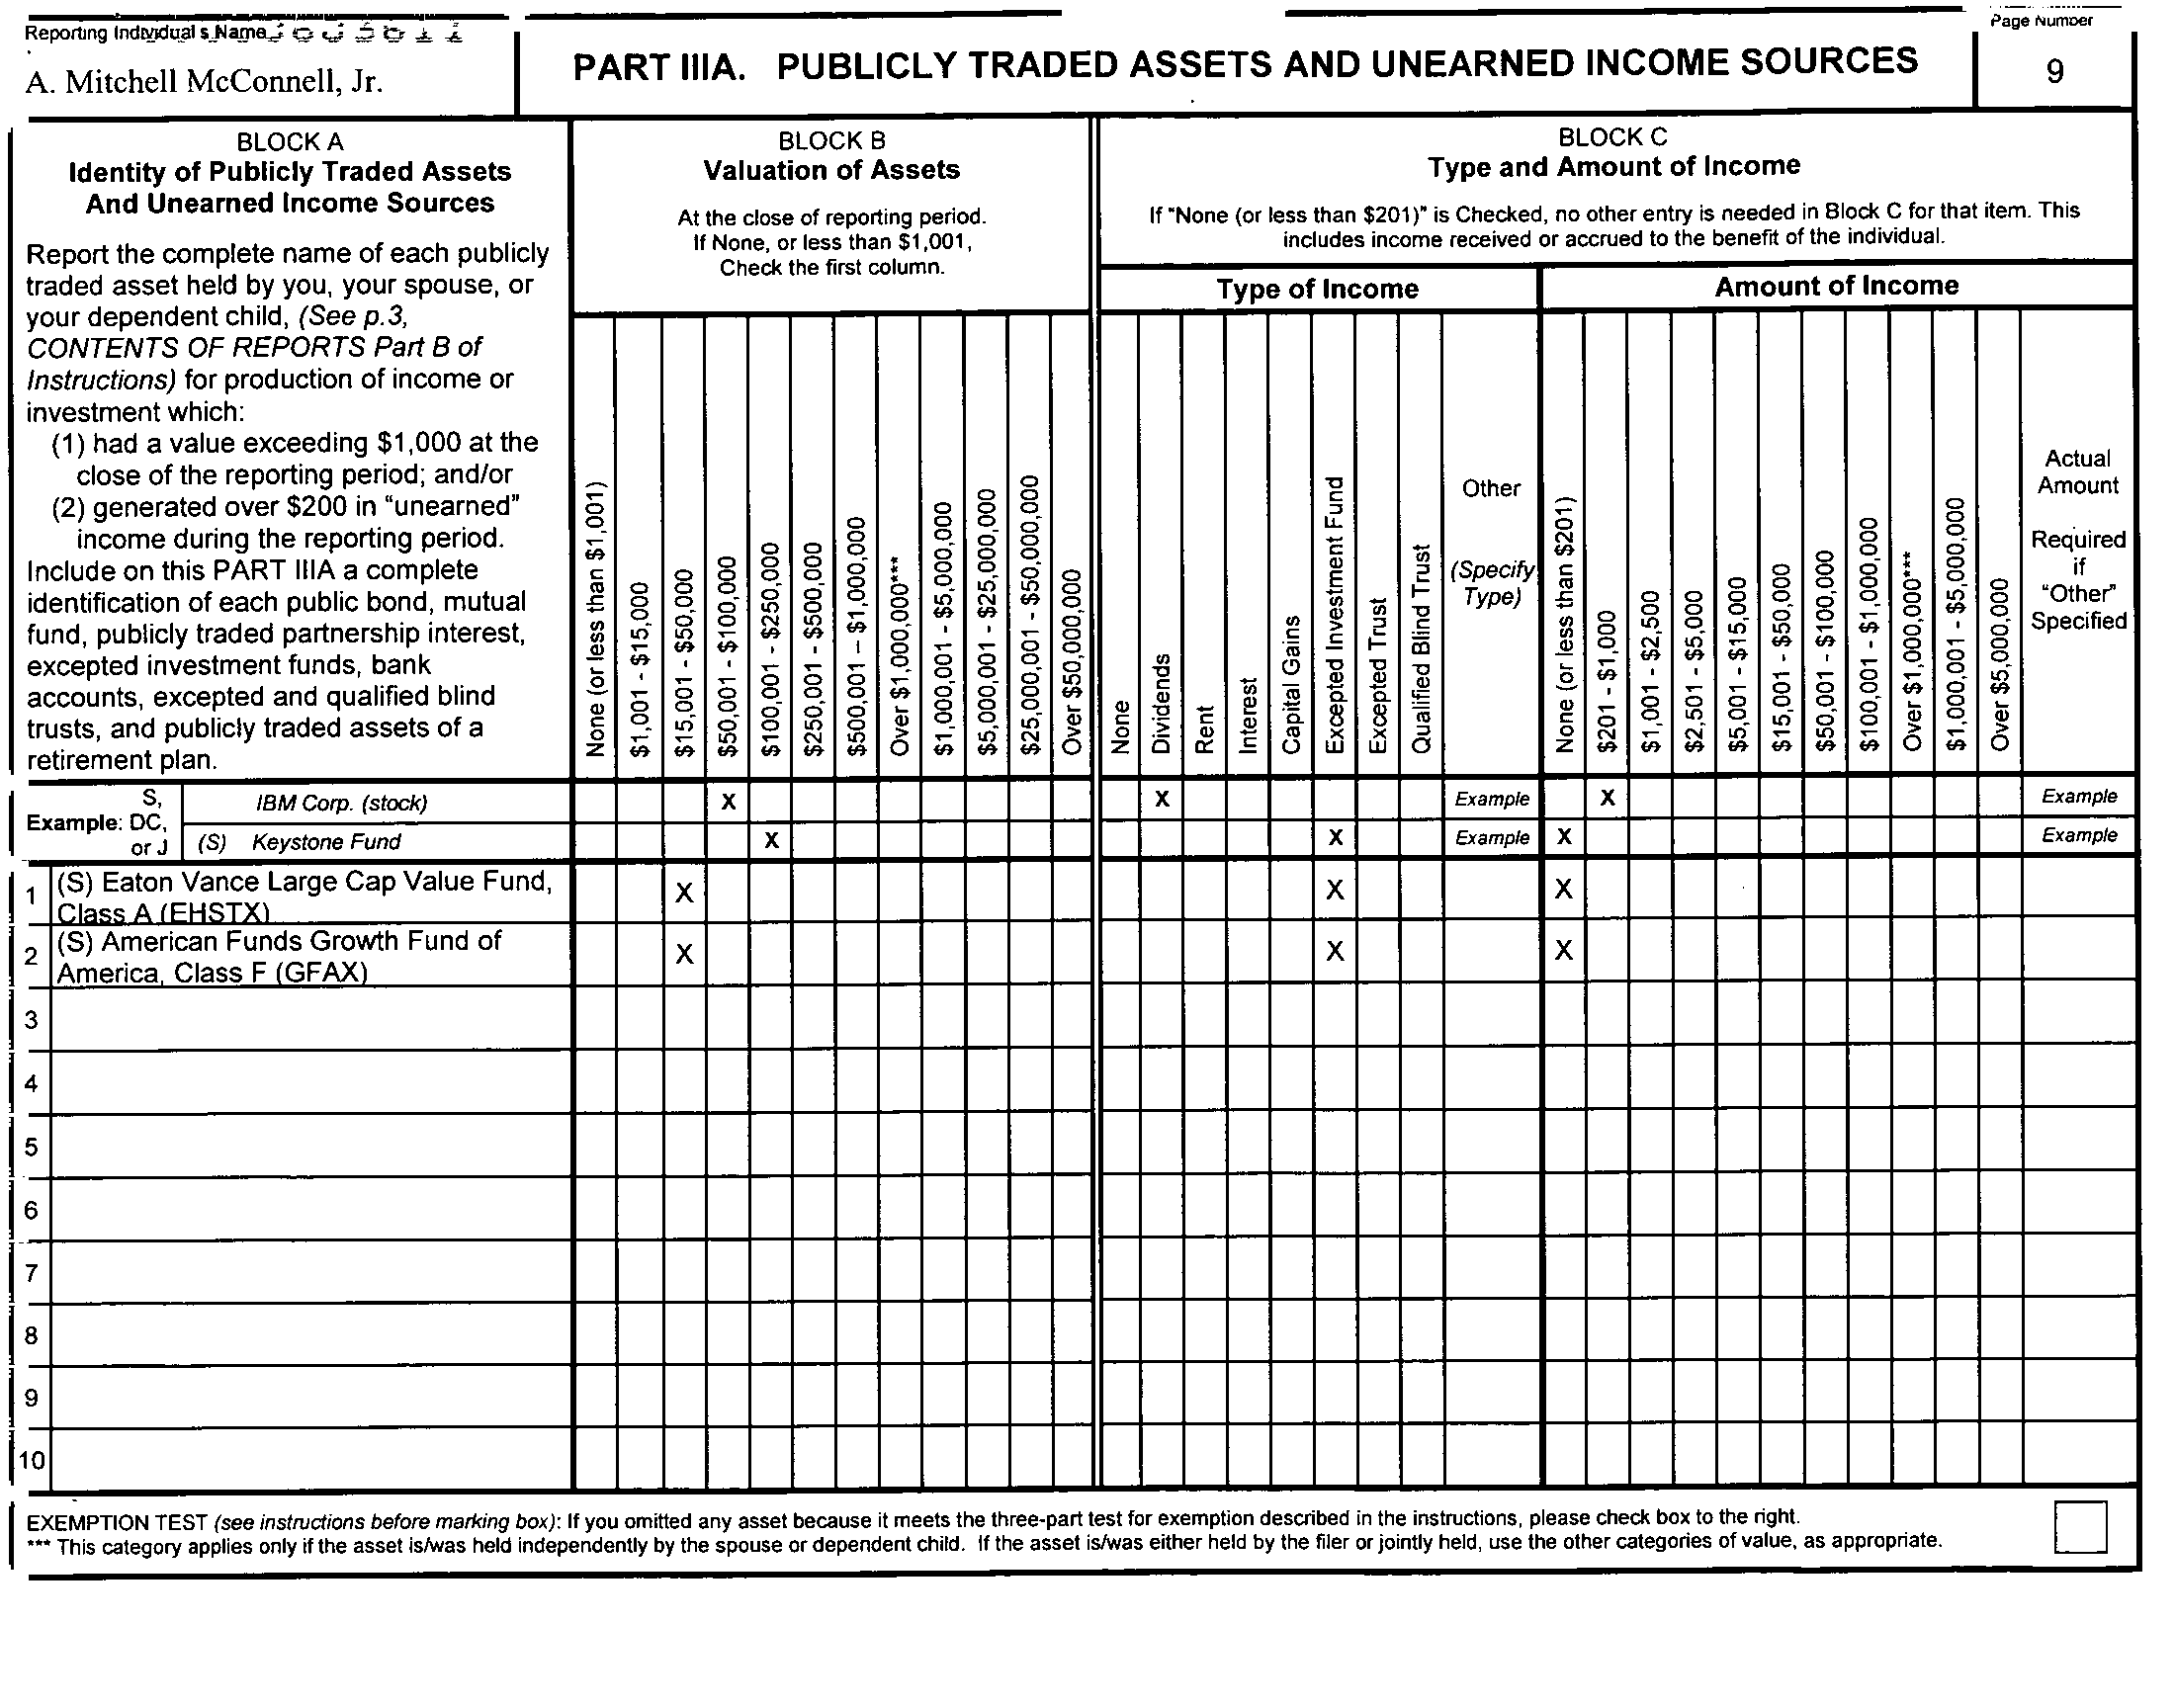 Reporting Individual's Name
A. Mitchell McConnell, Jr.
PART IIIA. PUBLICLY TRADED ASSETS AND UNEARNED INCOME SOURCES
Page Number
9
BLOCK A
Identity of Publicly Traded Assets
And Unearned Income Sources
Report the complete name of each publicly
traded asset held by you, your spouse, or
your dependent child, (See p.3,
CONTENTS OF REPORTS Part B of
Instructions) for production of income or
investment which:
(1) had a value exceeding $1,000 at the
close of the reporting period; and/or
(2) generated over $200 in "unearned"
income during the reporting period.
Include on this PART IIIA a complete
identification of each public bond, mutual
fund, publicly traded partnership interest,
excepted investment funds, bank
accounts, excepted and qualified blind
trusts, and publicly traded assets of a
retirement plan.
BLOCK B
Valuation of Assets
At the close of reporting period.
If None, or less than $1,001,
Check the first column.
None (or less than $1,001)
$1,001 - $15,000
$15,001 - $50,000
$50,001 - $100,000
$100,001 - $250,000
$250,001 - $500,000
$500,001 – $1,000,000
Over $1,000,000***
$1,000,001 - $5,000,000
$5,000,001 - $25,000,000
$25,000,001 - $50,000,000
Over $50,000,000
BLOCK C
Type and Amount of Income
If "None (or less than $201)" is Checked, no other entry is needed in Block C for that item. This
includes income received or accrued to the benefit of the individual.
Type of Income
None
Dividends
Rent
Interest
Capital Gains
Excepted Investment Fund
Excepted Trust
Qualified Blind Trust
Other
(Specify
Type)
Amount of Income
None (or less than $201)
$201 - $1,000
$1,001 - $2,500
$2,501 - $5,000
$5,001 - $15,000
$15,001 - $50,000
$50,001 - $100,000
$100,001 - $1,000,000
Over $1,000,000***
$1,000,001 - $5,000,000
Over $5,000,000
Actual
Amount
Required
if
"Other"
Specified
Example:
S,
DC,
or J
IBM Corp. (stock) X X Example X Example
(S) Keystone Fund X X Example X Example
1 (S) Eaton Vance Large Cap Value Fund, X X X
Class A (EHSTX)
2 (S) American Funds Growth Fund of X X X
America, Class F (GFAX)
3
4
5
6
7
8
9
10
EXEMPTION TEST (see instructions before marking box): If you omitted any asset because it meets the three-part test for exemption described in the instructions, please check box to the right.
*** This category applies only if the asset is/was held independently by the spouse or dependent child. If the asset is/was either held by the filer or jointly held, use the other categories of value, as appropriate.